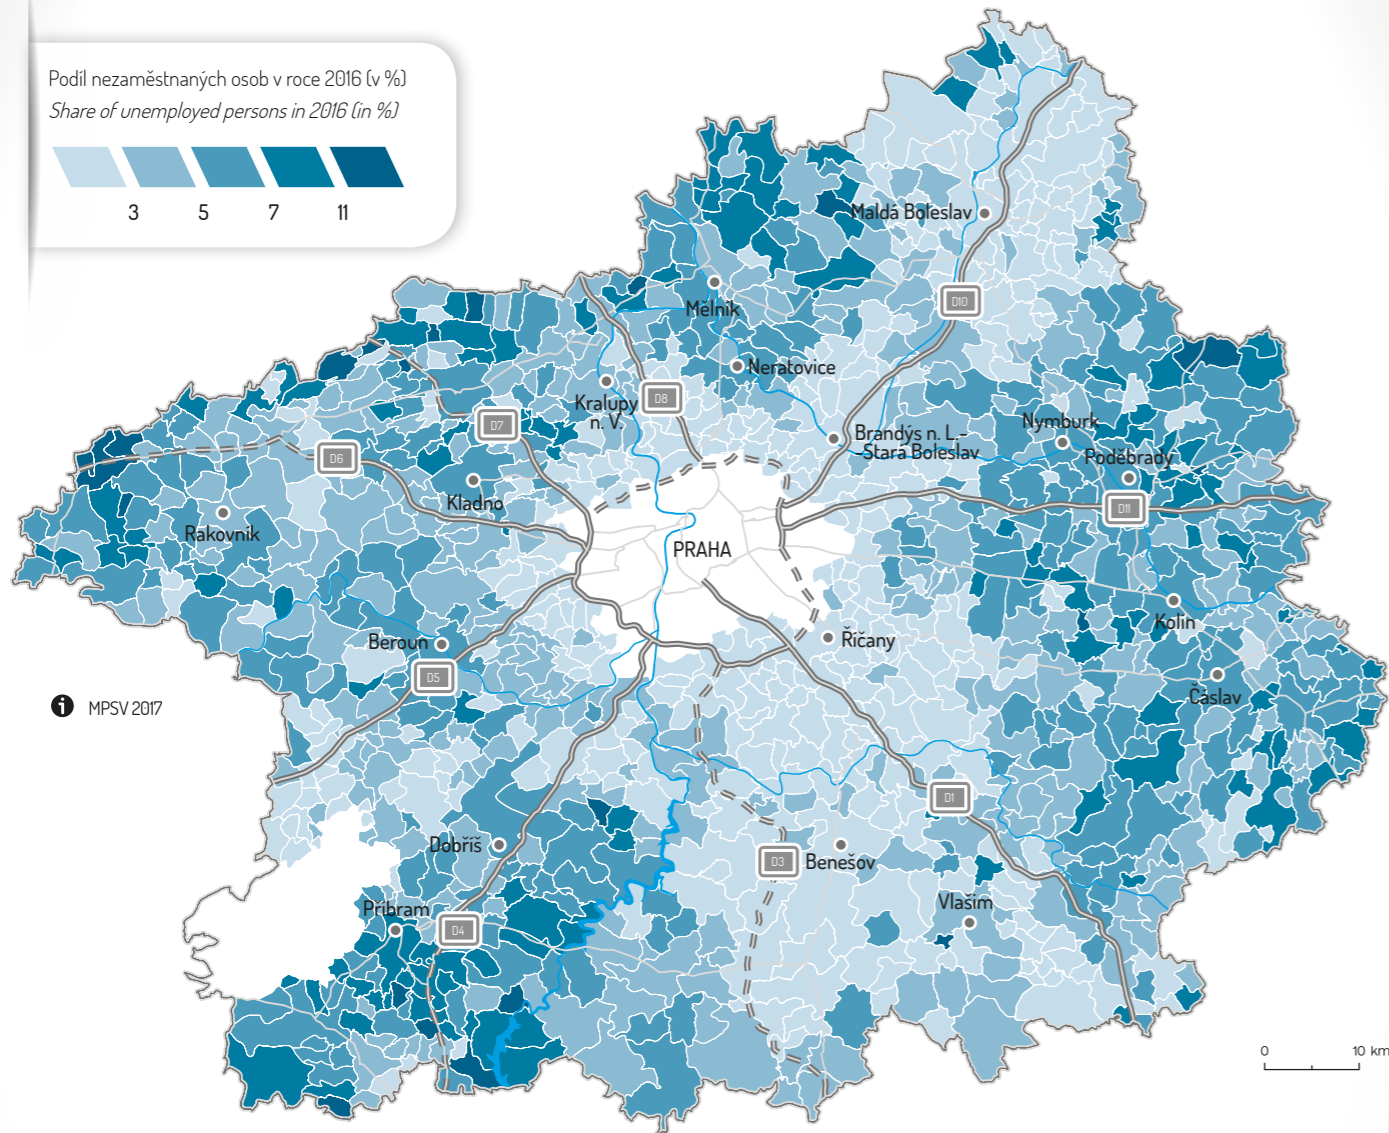 Podíl nezaměstnaných osob v roce 2016 (v %)
Share of unemployed persons in 2016 (in %)
3 5 7 11
Maldá Boleslav
Mělník
D10
Neratovice
Kralupy
n. V.
D8
D7
Nymburk
Brandýs n. L.-
-Stará Boleslav
Poděbrady
D6
Kladno
Rakovník
D11
PRAHA
Kolín
Beroun
Říčany
D5
Čáslav
MPSV 2017
D1
Dobříš
D3
Benešov
Vlašim
Příbram
D4
0 10 km